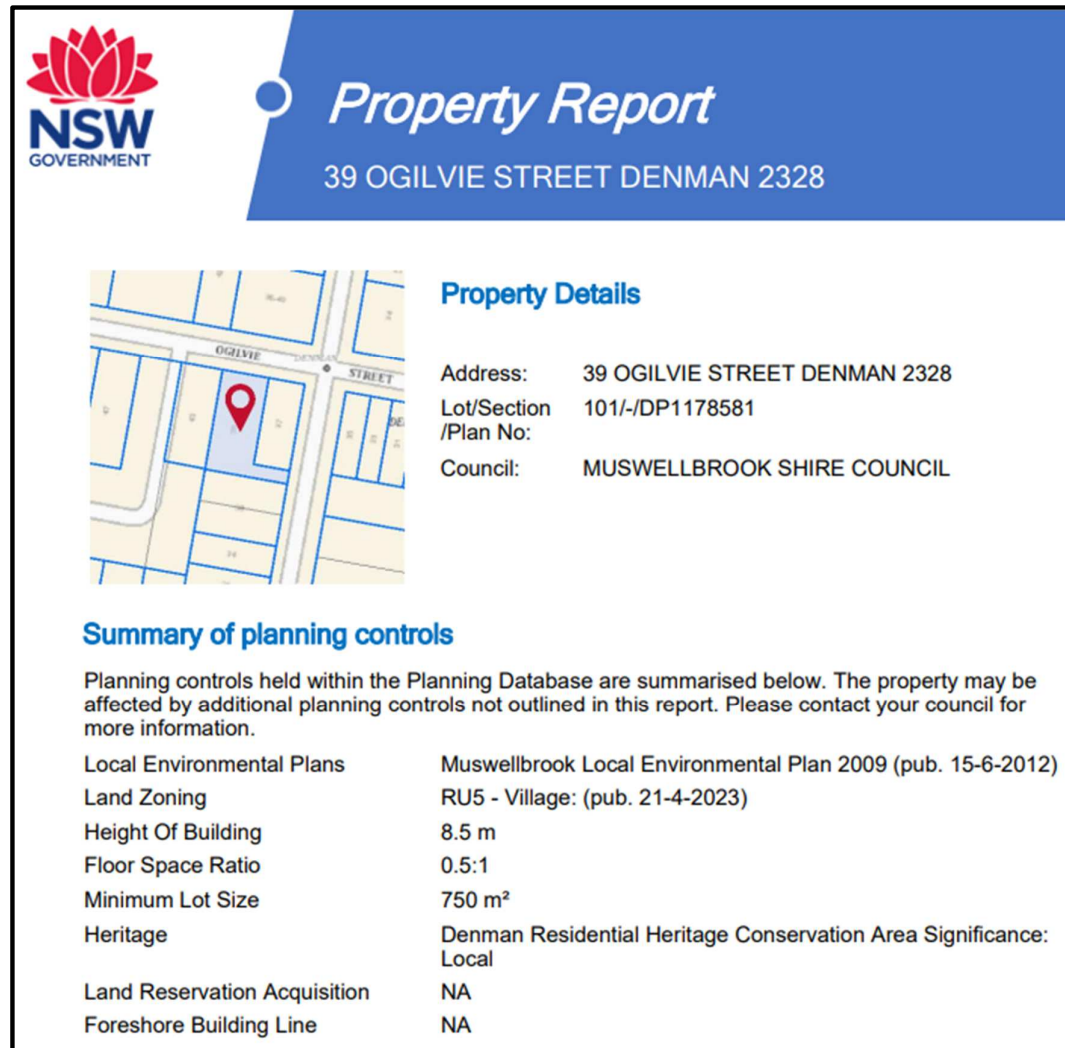 NSW
GOVERNMENT
Property Report
39 OGILVIE STREET DENMAN 2328
OGILVIE
DENMAN
STREET
Property Details
Address: 39 OGILVIE STREET DENMAN 2328
Lot/Section 101/-/DP1178581
/Plan No:
Council: MUSWELLBROOK SHIRE COUNCIL
Summary of planning controls
Planning controls held within the Planning Database are summarised below. The property may be
affected by additional planning controls not outlined in this report. Please contact your council for
more information.
Local Environmental Plans Muswellbrook Local Environmental Plan 2009 (pub. 15-6-2012)
Land Zoning RU5 - Village: (pub. 21-4-2023)
Height Of Building 8.5 m
Floor Space Ratio 0.5:1
Minimum Lot Size 750 m²
Heritage Denman Residential Heritage Conservation Area Significance:
Local
Land Reservation Acquisition NA
Foreshore Building Line NA